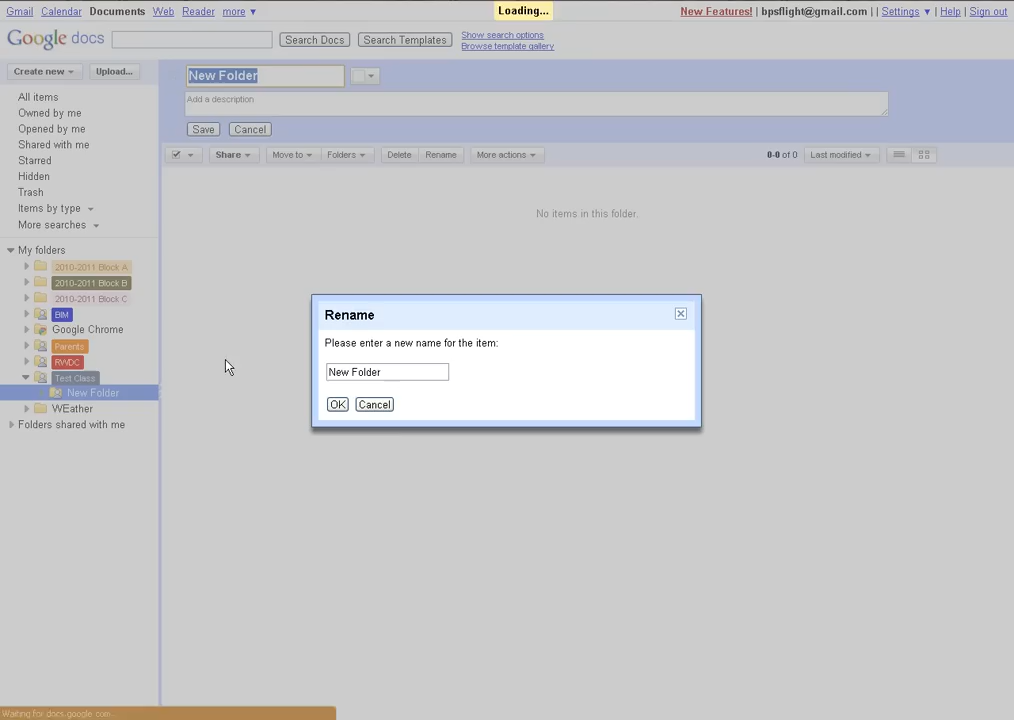 Gmail Calendar Documents Web Reader more ▼ Loading... New Features! | bpsflight@gmail.com | | Settings ▼ | Help | Sign out
Google docs Search Docs Search Templates Show search options
Browse template gallery
Create new Upload... New Folder
Add a description
Save Cancel
All items
Owned by me
Opened by me
Shared with me
Starred
Hidden
Trash
Items by type
More searches
Share Move to Folders Delete Rename More actions 0-0 of 0 Last modified
No items in this folder.
My folders
2010-2011 Block A
2010-2011 Block B
2010-2011 Block C
BIM
Google Chrome
Parents
RWDC
Test Class
New Folder
WEather
Folders shared with me
Rename
Please enter a new name for the item:
New Folder
OK Cancel
Waiting for docs.google.com...